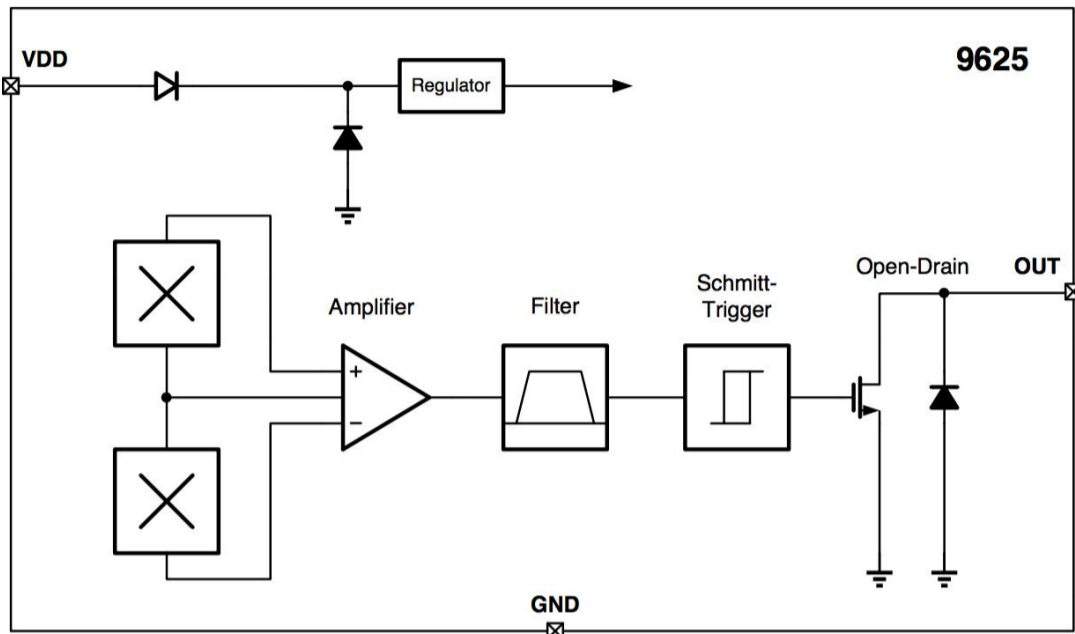 VDD
9625
Regulator
Open-Drain
OUT
Amplifier
Filter
Schmitt-
Trigger
+
−
GND